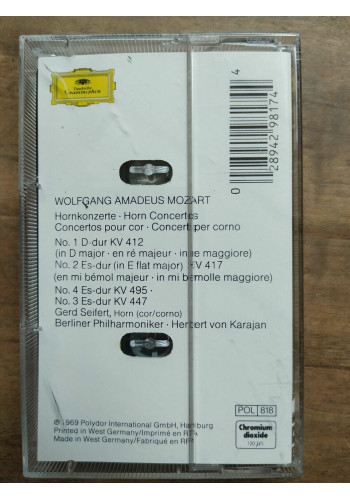 Deutsche
Grammophon
0 28942 98174 4
WOLFGANG AMADEUS MOZART
Hornkonzerte · Horn Concertos
Concertos pour cor · Concerti per corno
No. 1 D-dur KV 412
(in D major · en ré majeur · in re maggiore)
No. 2 Es-dur (in E flat major) KV 417
(en mi bémol majeur · in mi bemolle maggiore)
No. 4 Es-dur KV 495 ·
No. 3 Es-dur KV 447
Gerd Seifert, Horn (cor/corno)
Berliner Philharmoniker · Herbert von Karajan
℗ 1969 Polydor International GmbH, Hamburg
Printed in West Germany/Imprimé en RFA
Made in West Germany/Fabriqué en RFA
POL 818
Chromium
dioxide
120 µs